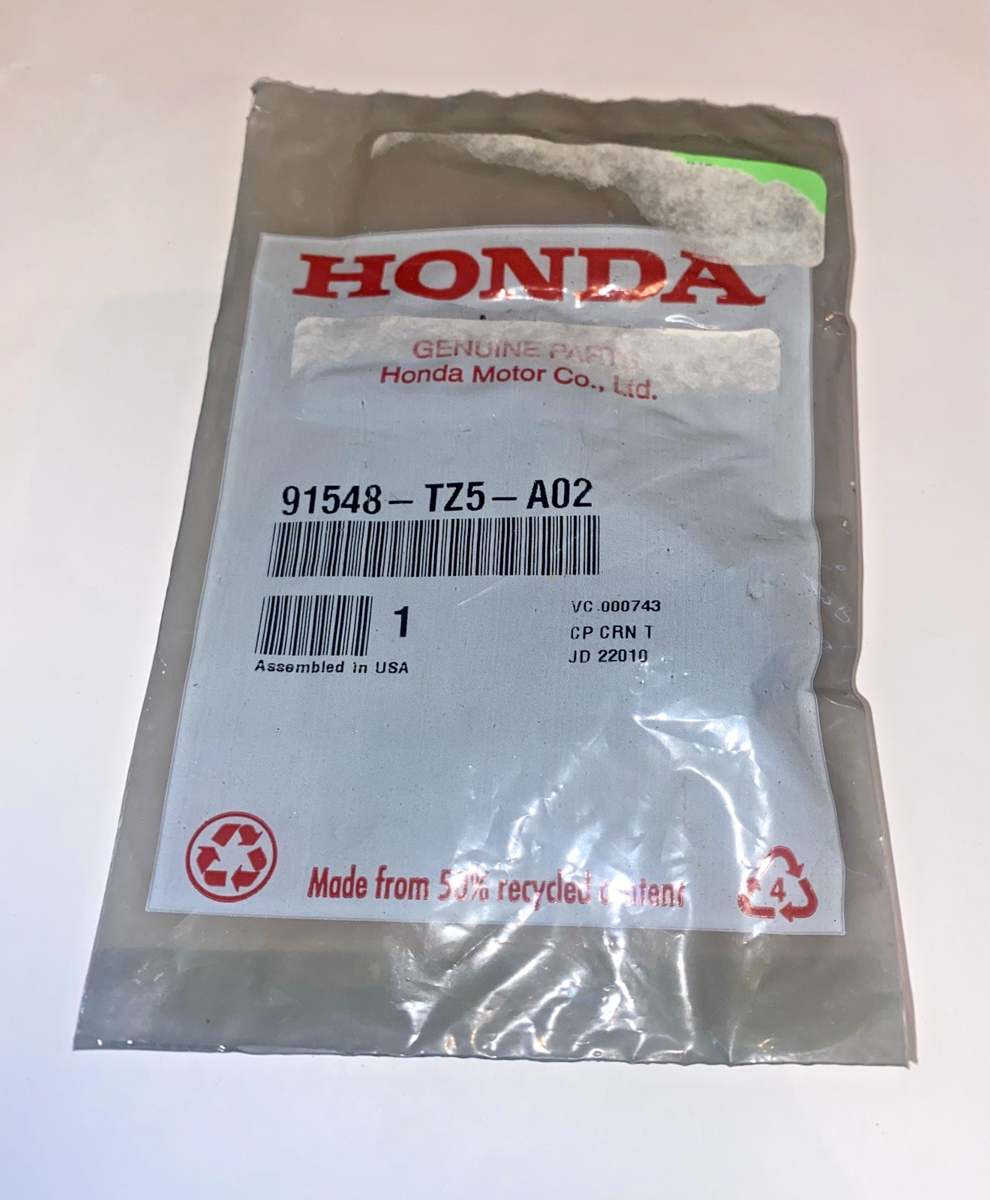 HONDA
GENUINE PARTS
Honda Motor Co., Ltd.
91548-TZ5-A02
1
VC 000743
Assembled in USA
CP CRN T
JD 22010
Made from 50% recycled content
4